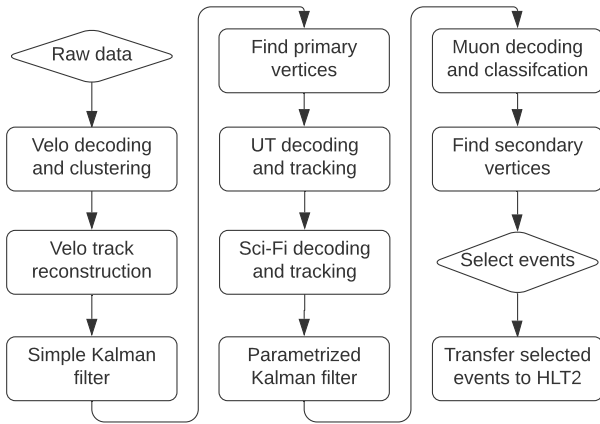 Raw data
Velo decoding
and clustering
Velo track
reconstruction
Simple Kalman
filter
Find primary
vertices
UT decoding
and tracking
Sci-Fi decoding
and tracking
Parametrized
Kalman filter
Muon decoding
and classifcation
Find secondary
vertices
Select events
Transfer selected
events to HLT2